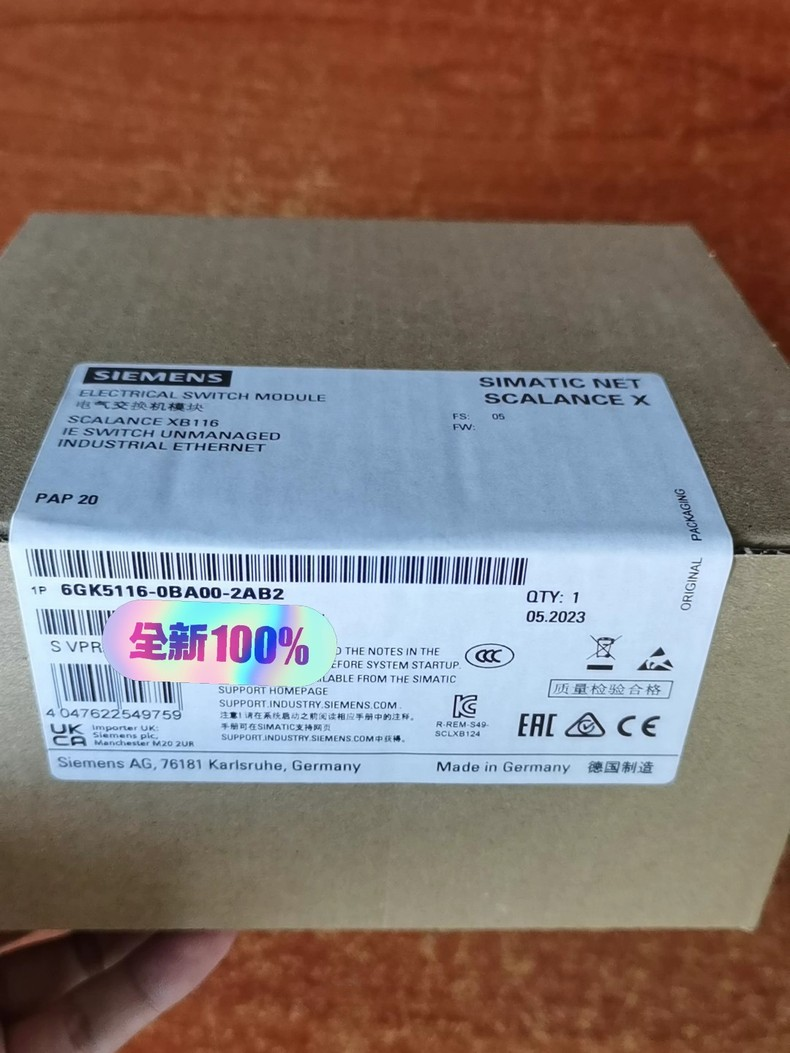 SIEMENS
ELECTRICAL SWITCH MODULE
电气交换机模块
SCALANCE XB116
IE SWITCH UNMANAGED
INDUSTRIAL ETHERNET
SIMATIC NET
SCALANCE X
FS: 05
FW:
PAP 20
ORIGINAL PACKAGING
1P 6GK5116-0BA00-2AB2
QTY: 1
05.2023
S VPR
全新100%
THE NOTES IN THE
EFORE SYSTEM STARTUP.
LABLE FROM THE SIMATIC
SUPPORT HOMEPAGE
SUPPORT.INDUSTRY.SIEMENS.COM.
注意!请在系统启动之前阅读相应手册中的注释。
手册可在SIMATIC支持网页
SUPPORT.INDUSTRY.SIEMENS.COM中获得。
CCC
质量检验合格
4 047622549759
UK
CA
Importer UK:
Siemens plc,
Manchester M20 2UR
R-REM-S49-
SCLXB124
EAC
CE
Siemens AG, 76181 Karlsruhe, Germany
Made in Germany 德国制造